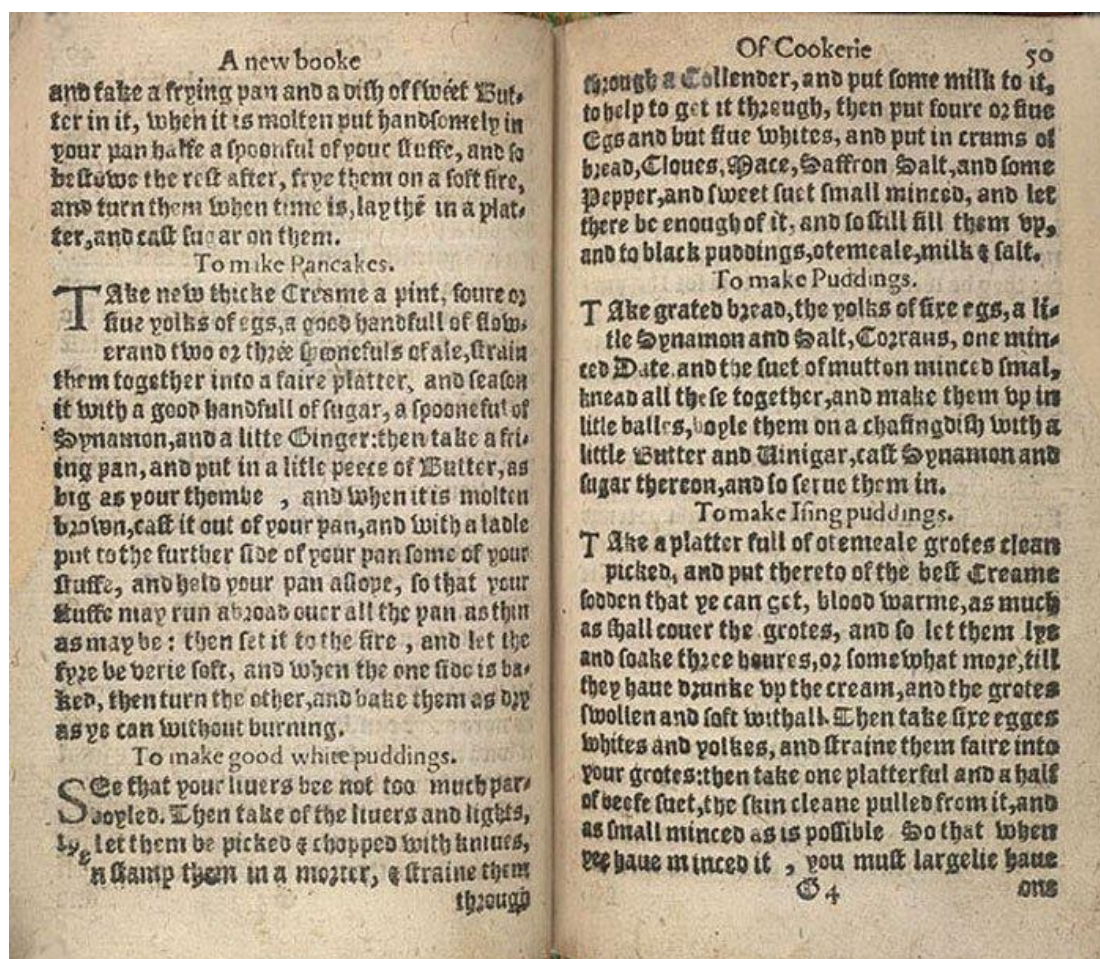 A new booke
and take a frying pan and a dish of sweét But-
ter in it, when it is molten put handsomely in
your pan halfe a spoonful of your stuffe, and so
bestowe the rest after, frye them on a soft fire,
and turn them when time is, lay thē in a plat-
ter, and cast sugar on them.
To make Pancakes.
TAke new thicke Creame a pint, foure or
fiue yolks of egs, a good handfull of flow-
er and two or threé spoonefuls of ale, strain
them together into a faire platter, and season
it with a good handfull of sugar, a spooneful of
Synamon, and a litte Ginger: then take a fri-
ing pan, and put in a litle peece of Butter, as
big as your thombe , and when it is molten
brown, cast it out of your pan, and with a ladle
put to the further side of your pan some of your
stuffe, and hold your pan aslope, so that your
stuffe may run abroad ouer all the pan as thin
as may be : then set it to the fire , and let the
fyre be verie soft, and when the one side is ba-
ked, then turn the other, and bake them as dry
as ye can without burning.
To make good white puddings.
SEe that your liuers bee not too much par-
boyled. Then take of the liuers and lights,
let them be picked & chopped with kniues,
stamp them in a morter, & straine them
through
Of Cookerie 50
through a Collender, and put some milk to it,
to help to get it through, then put foure or fiue
Egs and but fiue whites, and put in crums of
bread, Cloues, Mace, Saffron Salt, and some
Pepper, and sweet suet small minced, and let
there be enough of it, and so still fill them vp,
and to black puddings, otemeale, milk & salt.
To make Puddings.
TAke grated bread, the yolks of sire egs, a li-
tle Synamon and Salt, Corrans, one min-
ced Date. and the suet of mutton minced smal,
knead all these together, and make them vp in
litle balles, boyle them on a chafingdish with a
little Butter and Uinigar, cast Synamon and
sugar thereon, and so serue them in.
To make Ising puddings.
TAke a platter full of otemeale grotes clean
picked, and put thereto of the best Creame
sodden that ye can get, blood warme, as much
as shall couer the grotes, and so let them lye
and soake three houres, or somewhat more, till
they haue drunke vp the cream, and the grotes
swollen and soft withall. Then take sixe egges
whites and yolkes, and straine them faire into
your grotes: then take one platterful and a half
of beefe suet, the skin cleane pulled from it, and
as small minced as is possible So that when
yee haue minced it , you must largelie haue
G 4 one